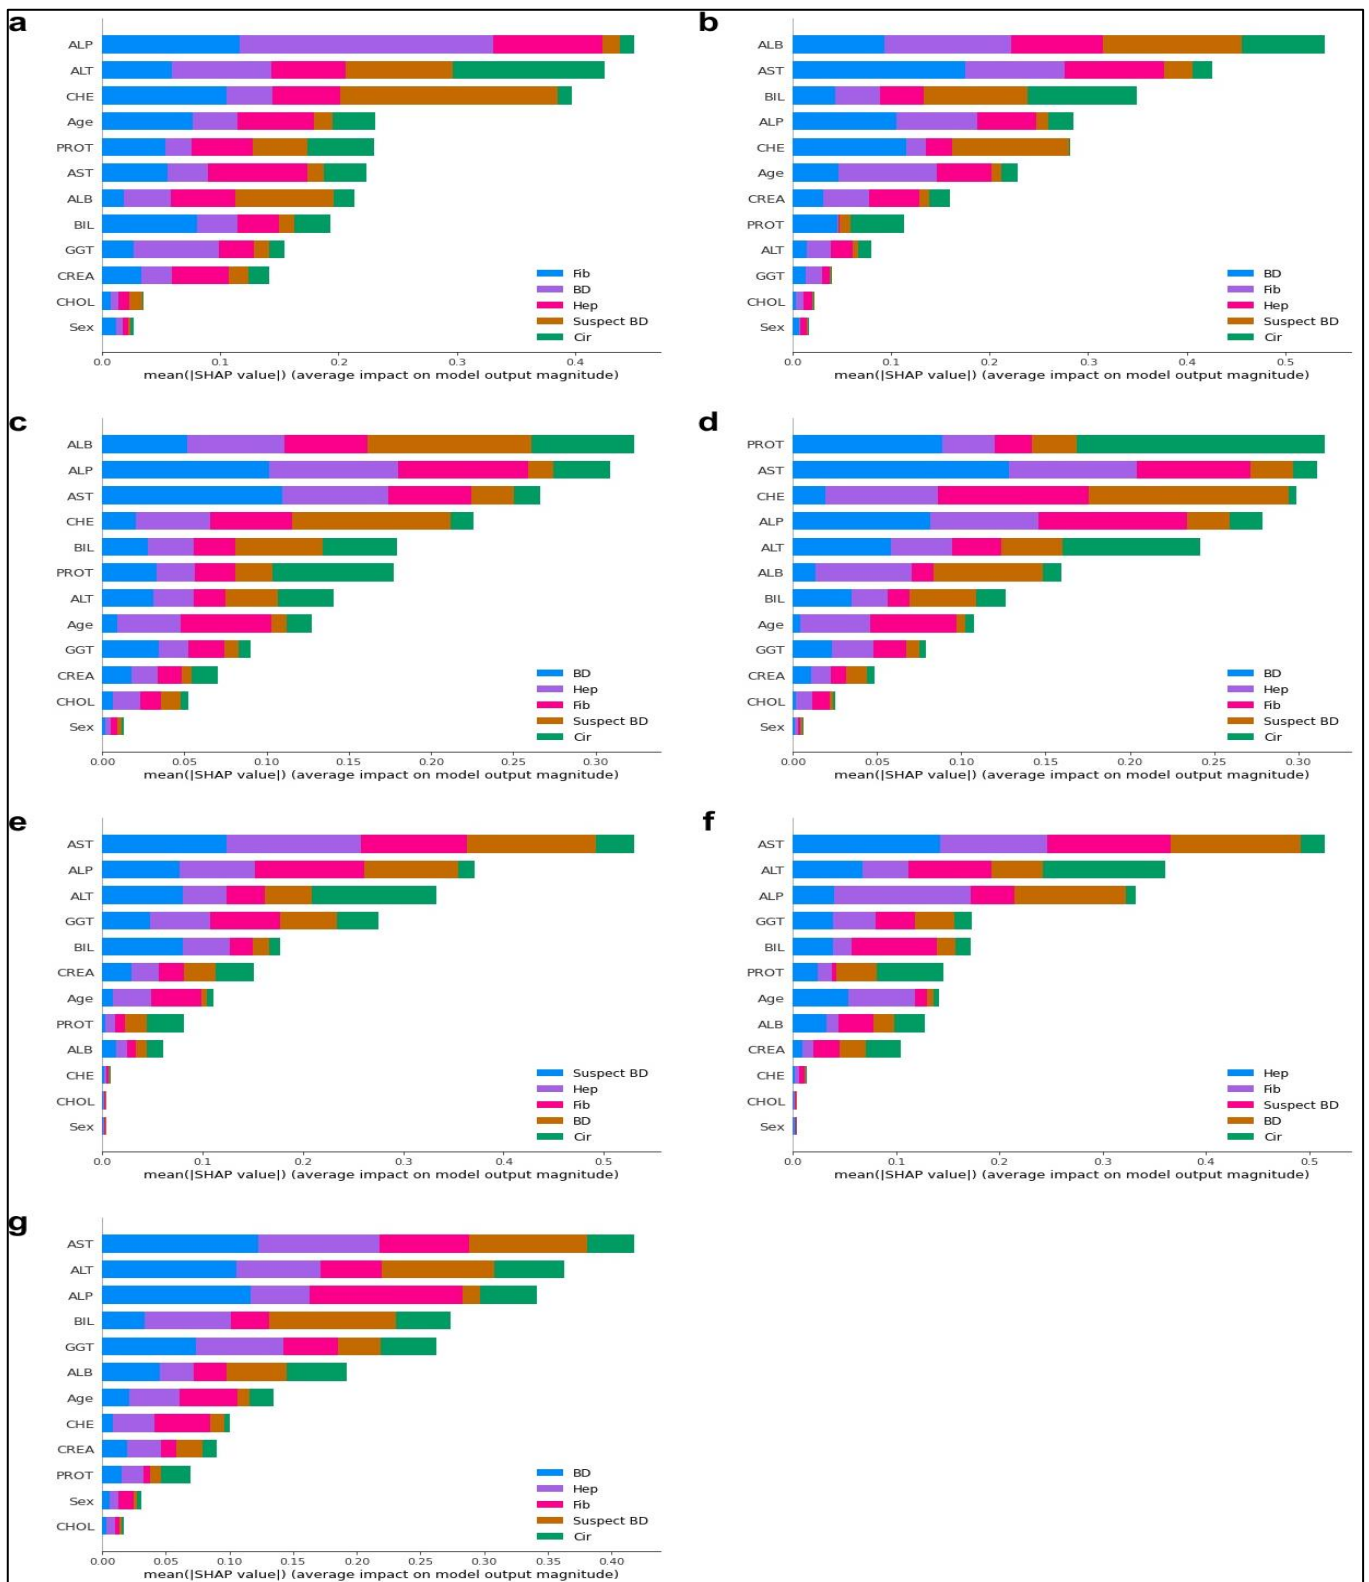 a
ALP
ALT
CHE
Age
PROT
AST
ALB
BIL
GGT
CREA
CHOL
Sex
Fib
BD
Hep
Suspect BD
Cir
0.0 0.1 0.2 0.3 0.4
mean(|SHAP value|) (average impact on model output magnitude)
b
ALB
AST
BIL
ALP
CHE
Age
CREA
PROT
ALT
GGT
CHOL
Sex
BD
Fib
Hep
Suspect BD
Cir
0.0 0.1 0.2 0.3 0.4 0.5
mean(|SHAP value|) (average impact on model output magnitude)
c
ALB
ALP
AST
CHE
BIL
PROT
ALT
Age
GGT
CREA
CHOL
Sex
BD
Hep
Fib
Suspect BD
Cir
0.00 0.05 0.10 0.15 0.20 0.25 0.30
mean(|SHAP value|) (average impact on model output magnitude)
d
PROT
AST
CHE
ALP
ALT
ALB
BIL
Age
GGT
CREA
CHOL
Sex
BD
Hep
Fib
Suspect BD
Cir
0.00 0.05 0.10 0.15 0.20 0.25 0.30
mean(|SHAP value|) (average impact on model output magnitude)
e
AST
ALP
ALT
GGT
BIL
CREA
Age
PROT
ALB
CHE
CHOL
Sex
Suspect BD
Hep
Fib
BD
Cir
0.0 0.1 0.2 0.3 0.4 0.5
mean(|SHAP value|) (average impact on model output magnitude)
f
AST
ALT
ALP
GGT
BIL
PROT
Age
ALB
CREA
CHE
CHOL
Sex
Hep
Fib
Suspect BD
BD
Cir
0.0 0.1 0.2 0.3 0.4 0.5
mean(|SHAP value|) (average impact on model output magnitude)
g
AST
ALT
ALP
BIL
GGT
ALB
Age
CHE
CREA
PROT
Sex
CHOL
BD
Hep
Fib
Suspect BD
Cir
0.00 0.05 0.10 0.15 0.20 0.25 0.30 0.35 0.40
mean(|SHAP value|) (average impact on model output magnitude)